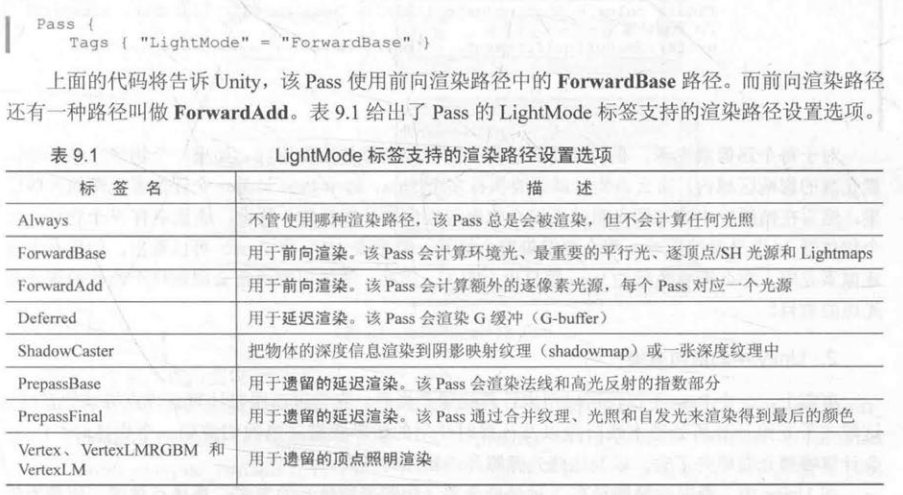 Pass {
Tags { "LightMode" = "ForwardBase" }
上面的代码将告诉 Unity，该 Pass 使用前向渲染路径中的 ForwardBase 路径。而前向渲染路径
还有一种路径叫做 ForwardAdd。表 9.1 给出了 Pass 的 LightMode 标签支持的渲染路径设置选项。
表 9.1 LightMode 标签支持的渲染路径设置选项
标 签 名 描 述
Always 不管使用哪种渲染路径，该 Pass 总是会被渲染，但不会计算任何光照
ForwardBase 用于前向渲染。该 Pass 会计算环境光、最重要的平行光、逐顶点/SH 光源和 Lightmaps
ForwardAdd 用于前向渲染。该 Pass 会计算额外的逐像素光源，每个 Pass 对应一个光源
Deferred 用于延迟渲染。该 Pass 会渲染 G 缓冲（G-buffer）
ShadowCaster 把物体的深度信息渲染到阴影映射纹理（shadowmap）或一张深度纹理中
PrepassBase 用于遗留的延迟渲染。该 Pass 会渲染法线和高光反射的指数部分
PrepassFinal 用于遗留的延迟渲染。该 Pass 通过合并纹理、光照和自发光来渲染得到最后的颜色
Vertex、VertexLMRGBM 和
VertexLM 用于遗留的顶点照明渲染